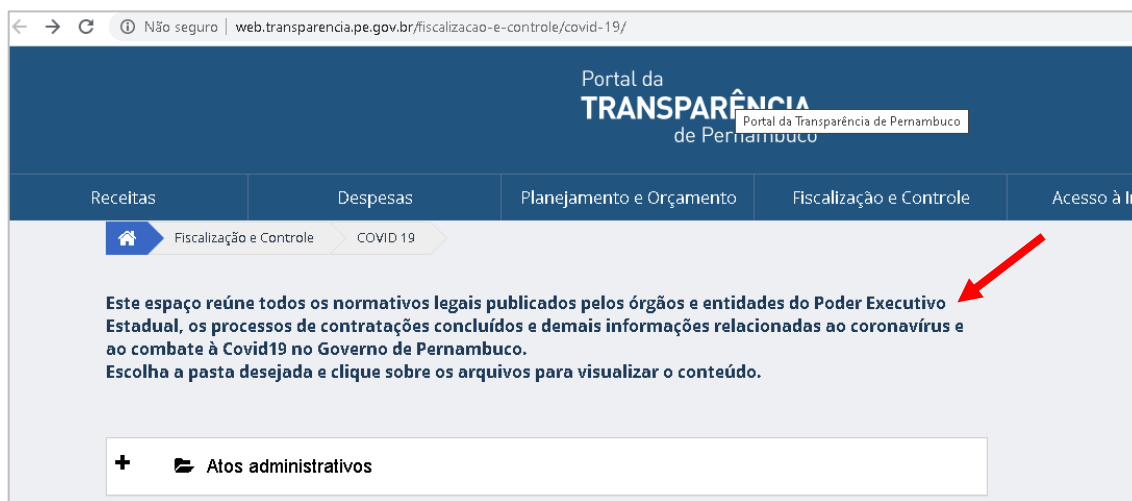 Não seguro | web.transparencia.pe.gov.br/fiscalizacao-e-controle/covid-19/
Portal da
TRANSPARÊNCIA
Portal da Transparência de Pernambuco
de Pernambuco
Receitas Despesas Planejamento e Orçamento Fiscalização e Controle Acesso à I
Fiscalização e Controle COVID 19
Este espaço reúne todos os normativos legais publicados pelos órgãos e entidades do Poder Executivo
Estadual, os processos de contratações concluídos e demais informações relacionadas ao coronavírus e
ao combate à Covid19 no Governo de Pernambuco.
Escolha a pasta desejada e clique sobre os arquivos para visualizar o conteúdo.
Atos administrativos